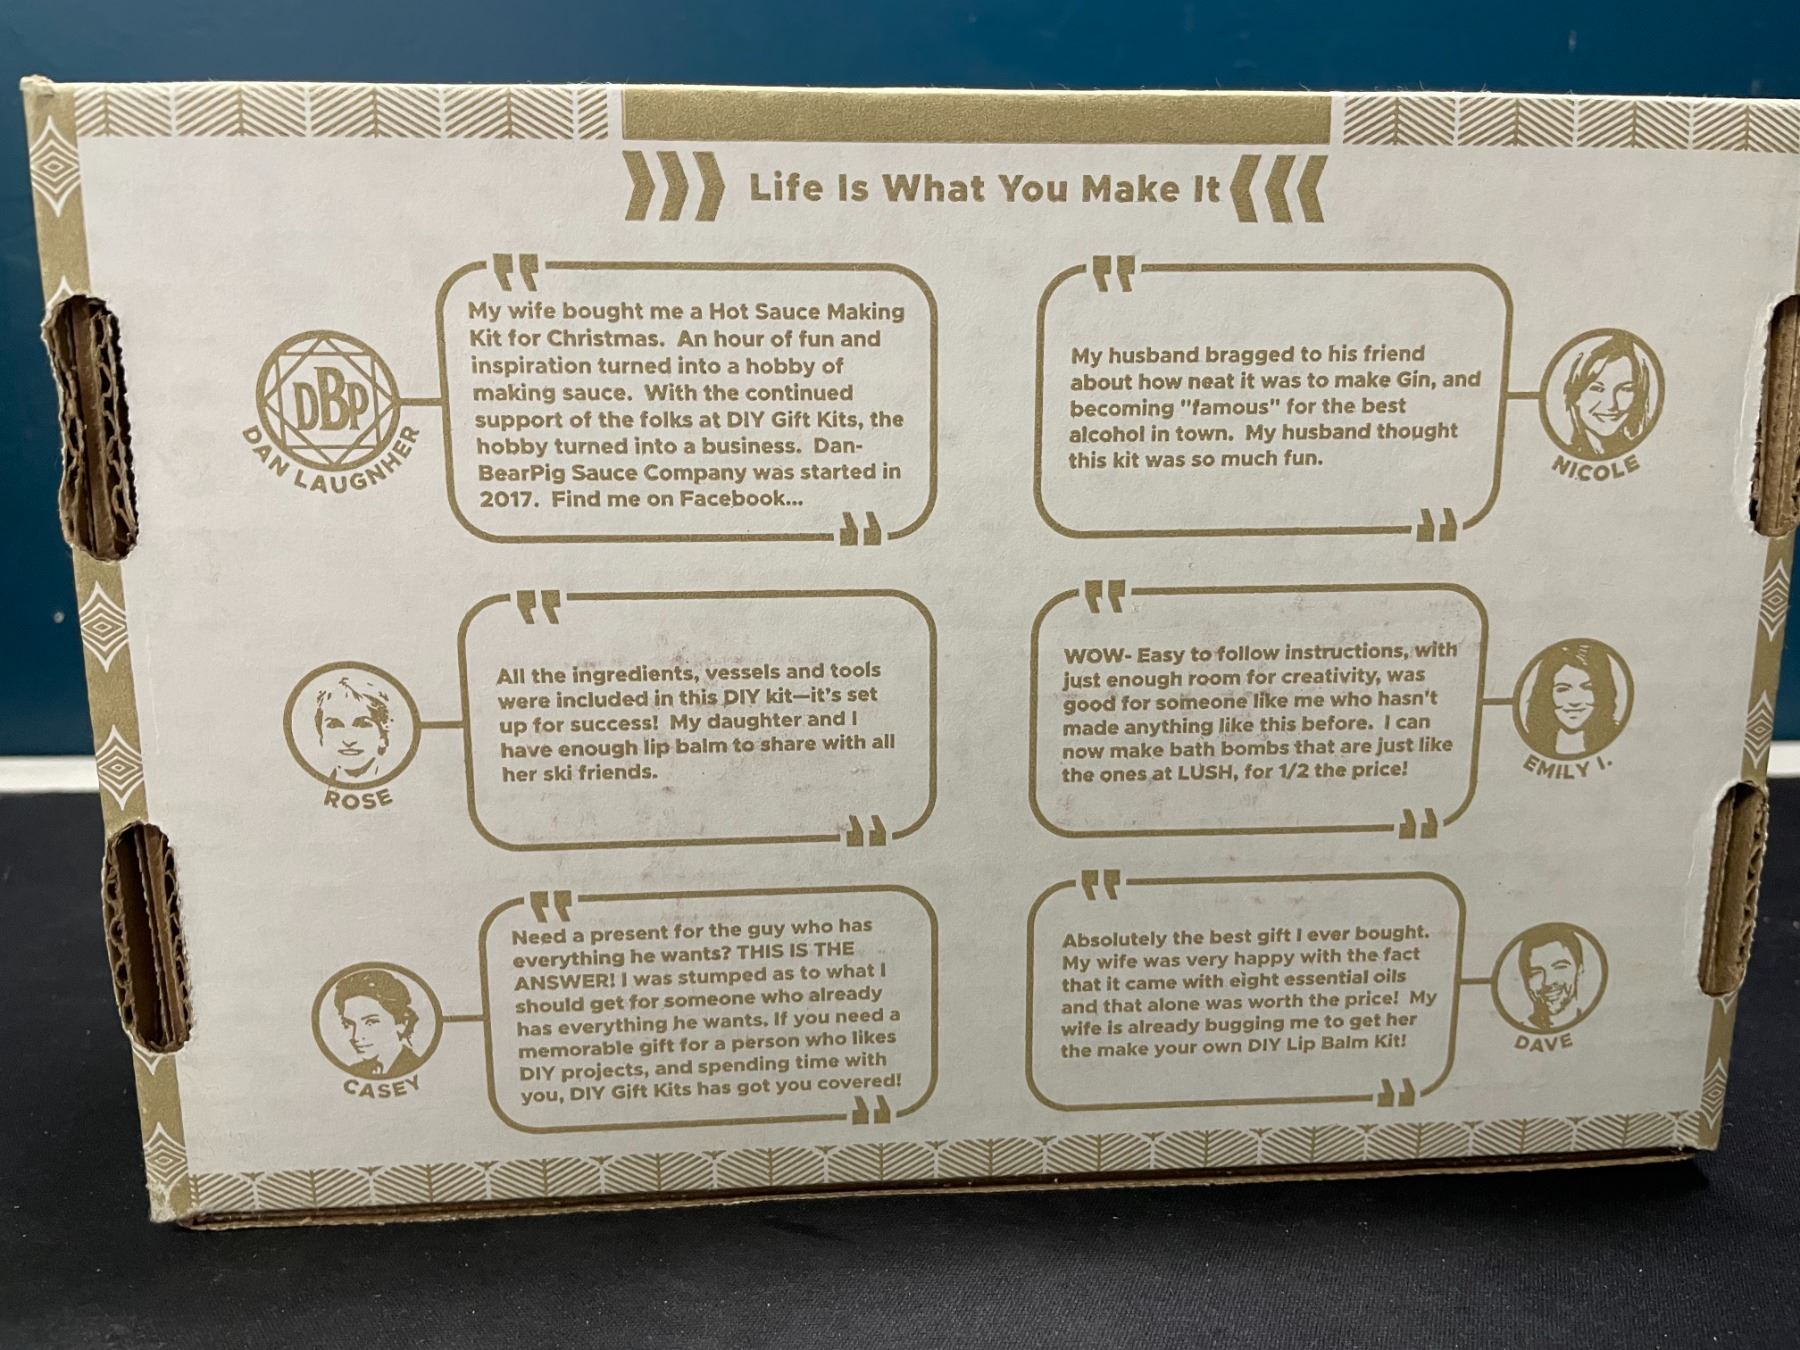 Life Is What You Make It
My wife bought me a Hot Sauce Making
Kit for Christmas. An hour of fun and
inspiration turned into a hobby of
making sauce. With the continued
support of the folks at DIY Gift Kits, the
hobby turned into a business. Dan-
BearPig Sauce Company was started in
2017. Find me on Facebook...
DBP
DAN LAUGNHER
My husband bragged to his friend
about how neat it was to make Gin, and
becoming "famous" for the best
alcohol in town. My husband thought
this kit was so much fun.
NICOLE
All the ingredients, vessels and tools
were included in this DIY kit—it's set
up for success! My daughter and I
have enough lip balm to share with all
her ski friends.
ROSE
WOW- Easy to follow instructions, with
just enough room for creativity, was
good for someone like me who hasn't
made anything like this before. I can
now make bath bombs that are just like
the ones at LUSH, for 1/2 the price!
EMILY I.
Need a present for the guy who has
everything he wants? THIS IS THE
ANSWER! I was stumped as to what I
should get for someone who already
has everything he wants. If you need a
memorable gift for a person who likes
DIY projects, and spending time with
you, DIY Gift Kits has got you covered!
CASEY
Absolutely the best gift I ever bought.
My wife was very happy with the fact
that it came with eight essential oils
and that alone was worth the price! My
wife is already bugging me to get her
the make your own DIY Lip Balm Kit!
DAVE